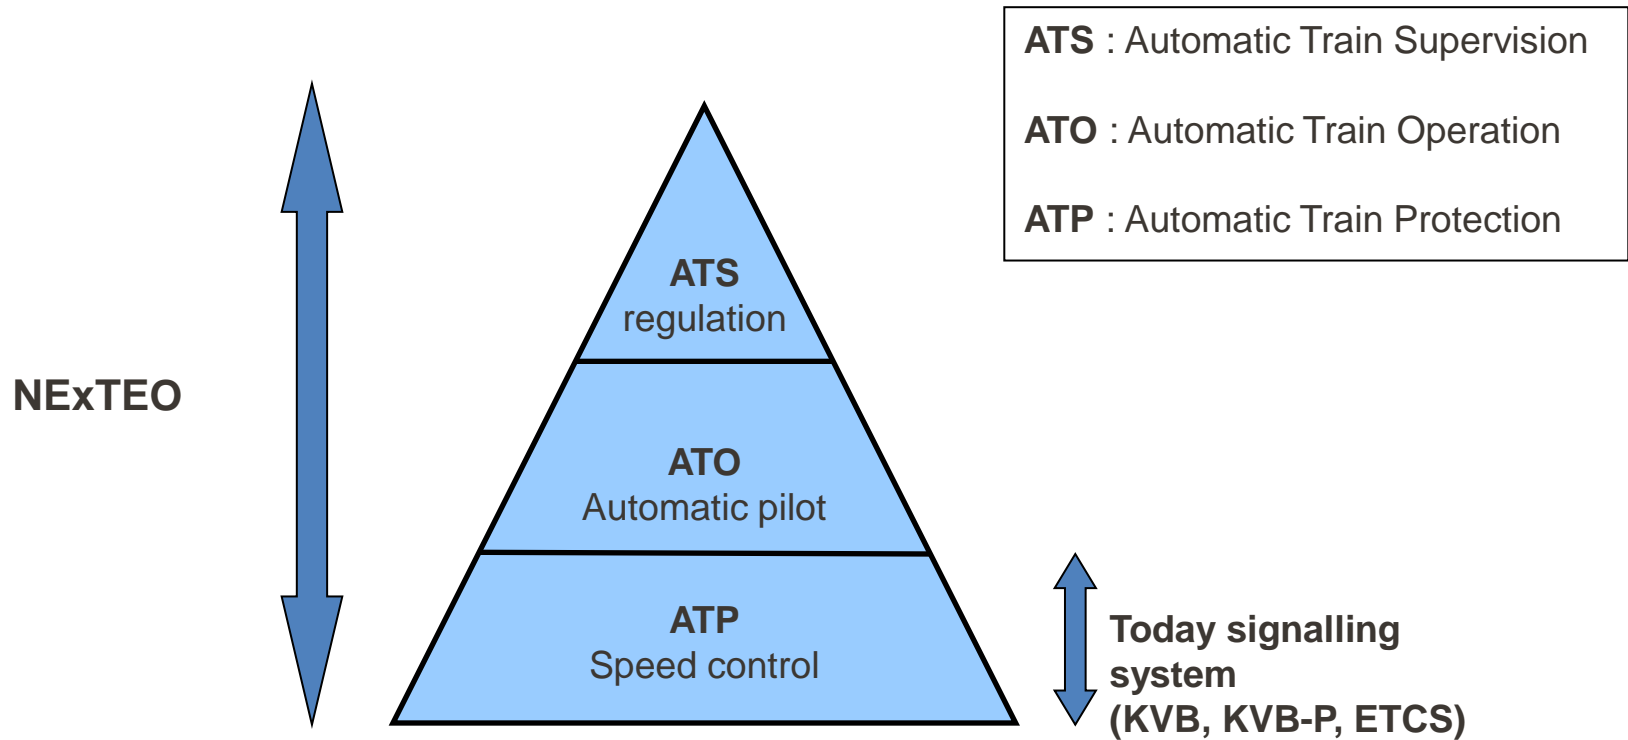 ATS : Automatic Train Supervision
ATO : Automatic Train Operation
ATP : Automatic Train Protection
ATS
regulation
NExTEO
ATO
Automatic pilot
ATP
Speed control
Today signalling
system
(KVB, KVB-P, ETCS)